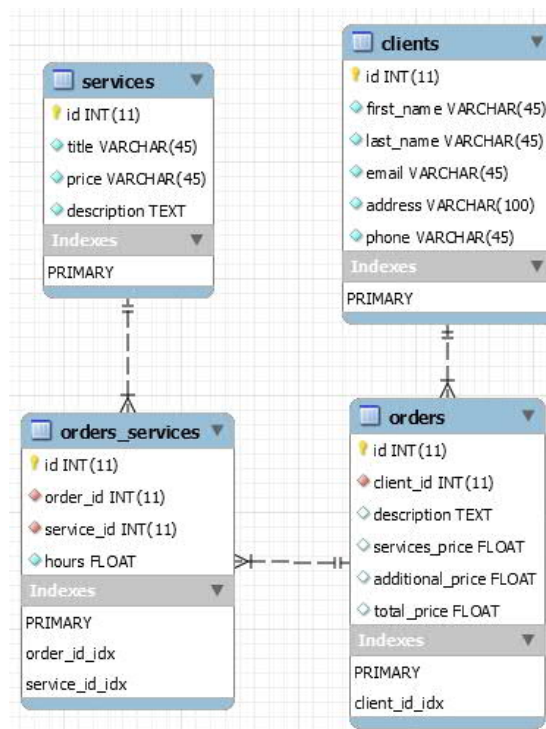 services
id INT(11)
title VARCHAR(45)
price VARCHAR(45)
description TEXT
Indexes
PRIMARY
clients
id INT(11)
first_name VARCHAR(45)
last_name VARCHAR(45)
email VARCHAR(45)
address VARCHAR(100)
phone VARCHAR(45)
Indexes
PRIMARY
orders_services
id INT(11)
order_id INT(11)
service_id INT(11)
hours FLOAT
Indexes
PRIMARY
order_id_idx
service_id_idx
orders
id INT(11)
client_id INT(11)
description TEXT
services_price FLOAT
additional_price FLOAT
total_price FLOAT
Indexes
PRIMARY
client_id_idx